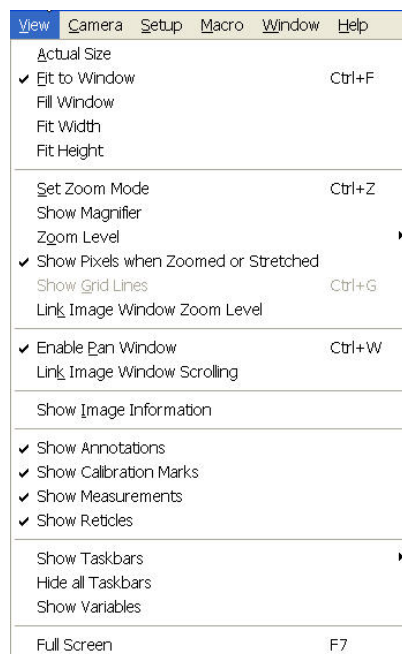 View Camera Setup Macro Window Help
Actual Size
Fit to Window Ctrl+F
Fill Window
Fit Width
Fit Height
Set Zoom Mode Ctrl+Z
Show Magnifier
Zoom Level
Show Pixels when Zoomed or Stretched
Show Grid Lines Ctrl+G
Link Image Window Zoom Level
Enable Pan Window Ctrl+W
Link Image Window Scrolling
Show Image Information
Show Annotations
Show Calibration Marks
Show Measurements
Show Reticles
Show Taskbars
Hide all Taskbars
Show Variables
Full Screen F7